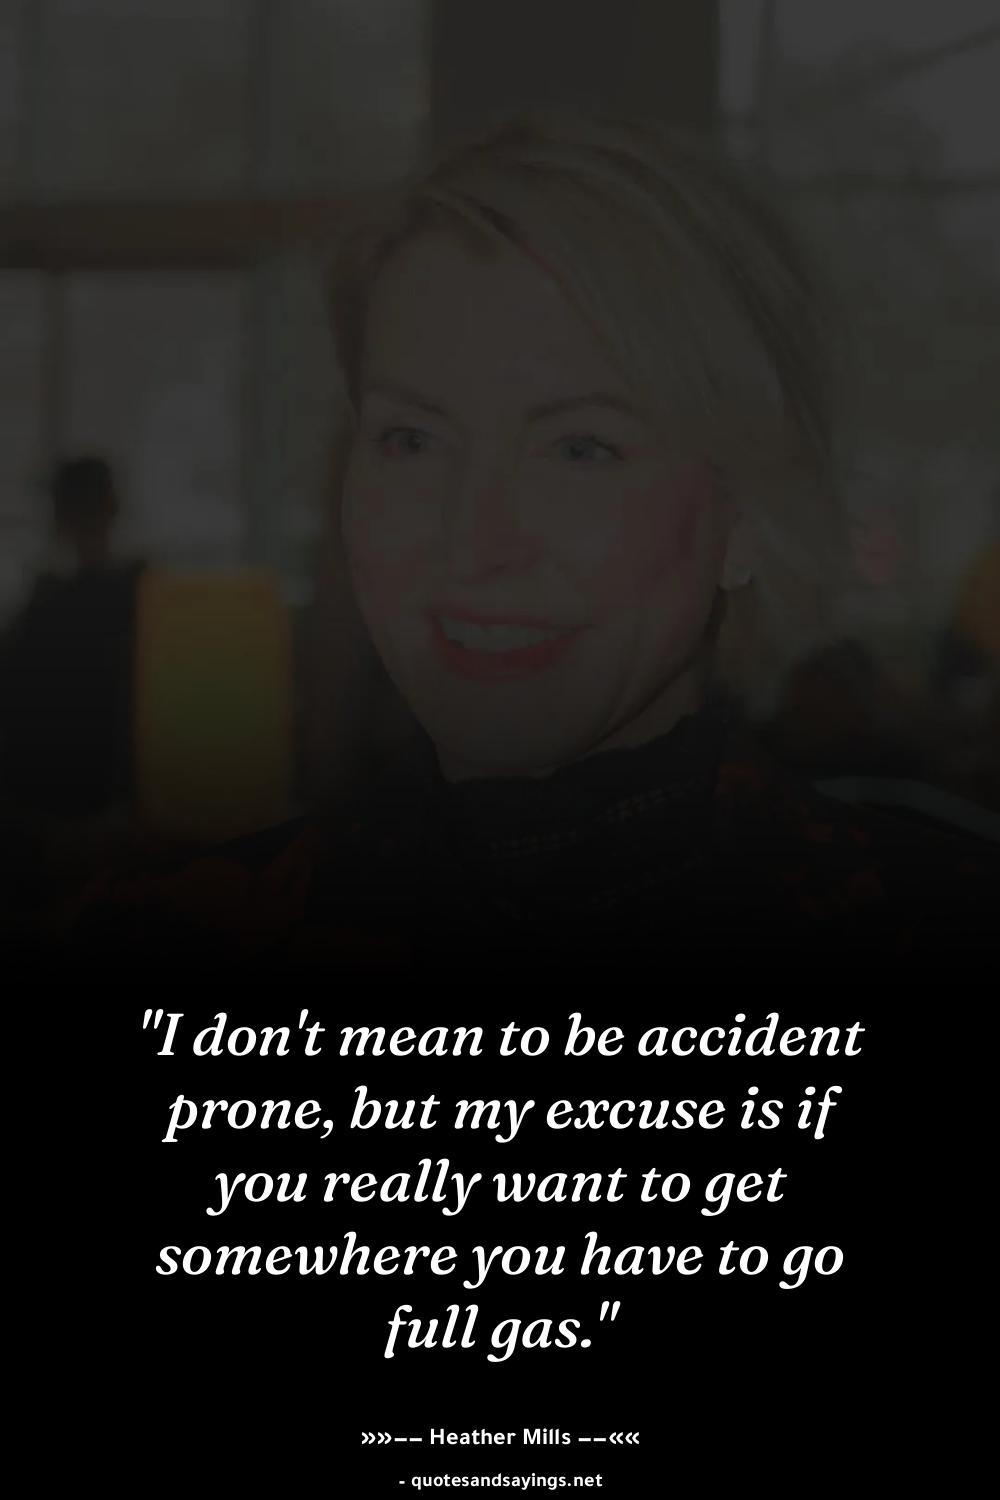 "I don't mean to be accident
prone, but my excuse is if
you really want to get
somewhere you have to go
full gas."
»»−− Heather Mills −−««
- quotesandsayings.net